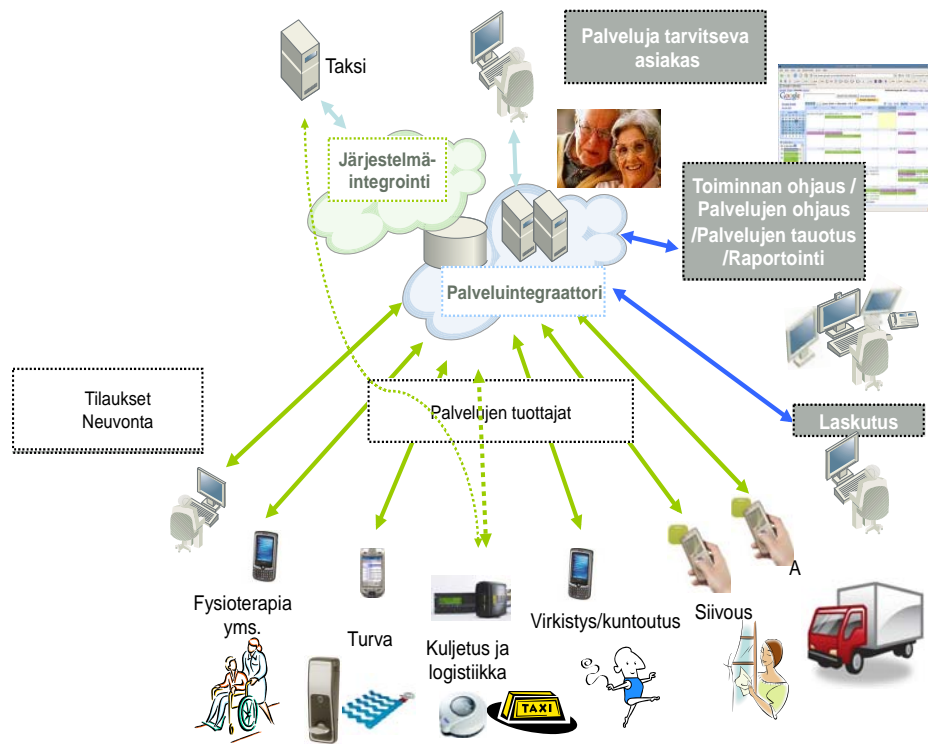 Palveluja tarvitseva
asiakas
Taksi
Google
Järjestelmä-
integrointi
Toiminnan ohjaus /
Palvelujen ohjaus
/Palvelujen tauotus
/Raportointi
Palveluintegraattori
Tilaukset
Neuvonta
Palvelujen tuottajat
Laskutus
A
Fysioterapia
yms.
Turva
Kuljetus ja
logistiikka
Virkistys/kuntoutus
Siivous
TAXI